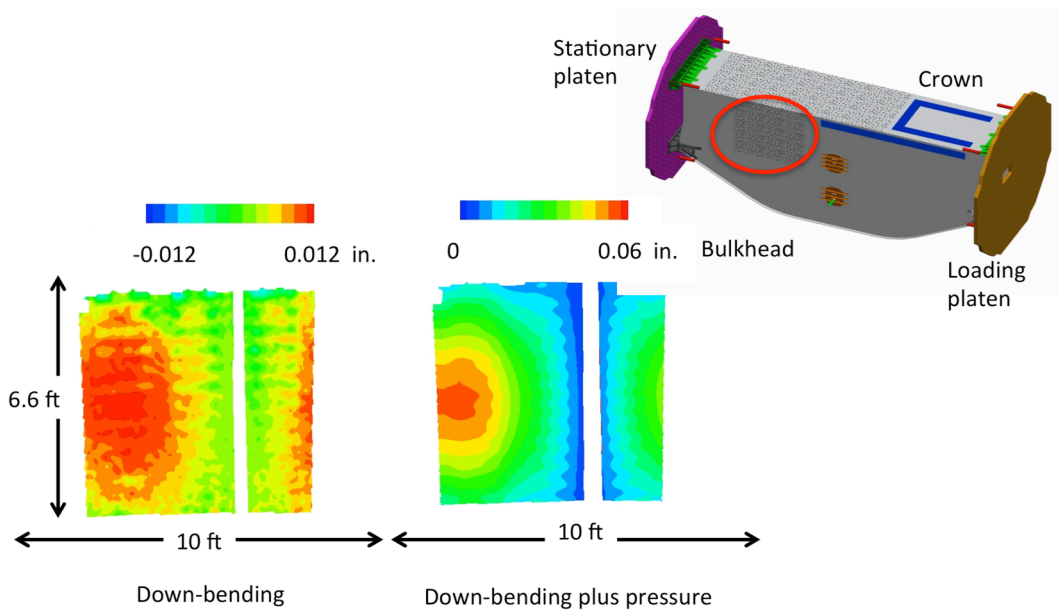 Stationary
platen
Crown
-0.012 0.012 in.
0 0.06 in.
Bulkhead
Loading
platen
6.6 ft
10 ft
10 ft
Down-bending
Down-bending plus pressure